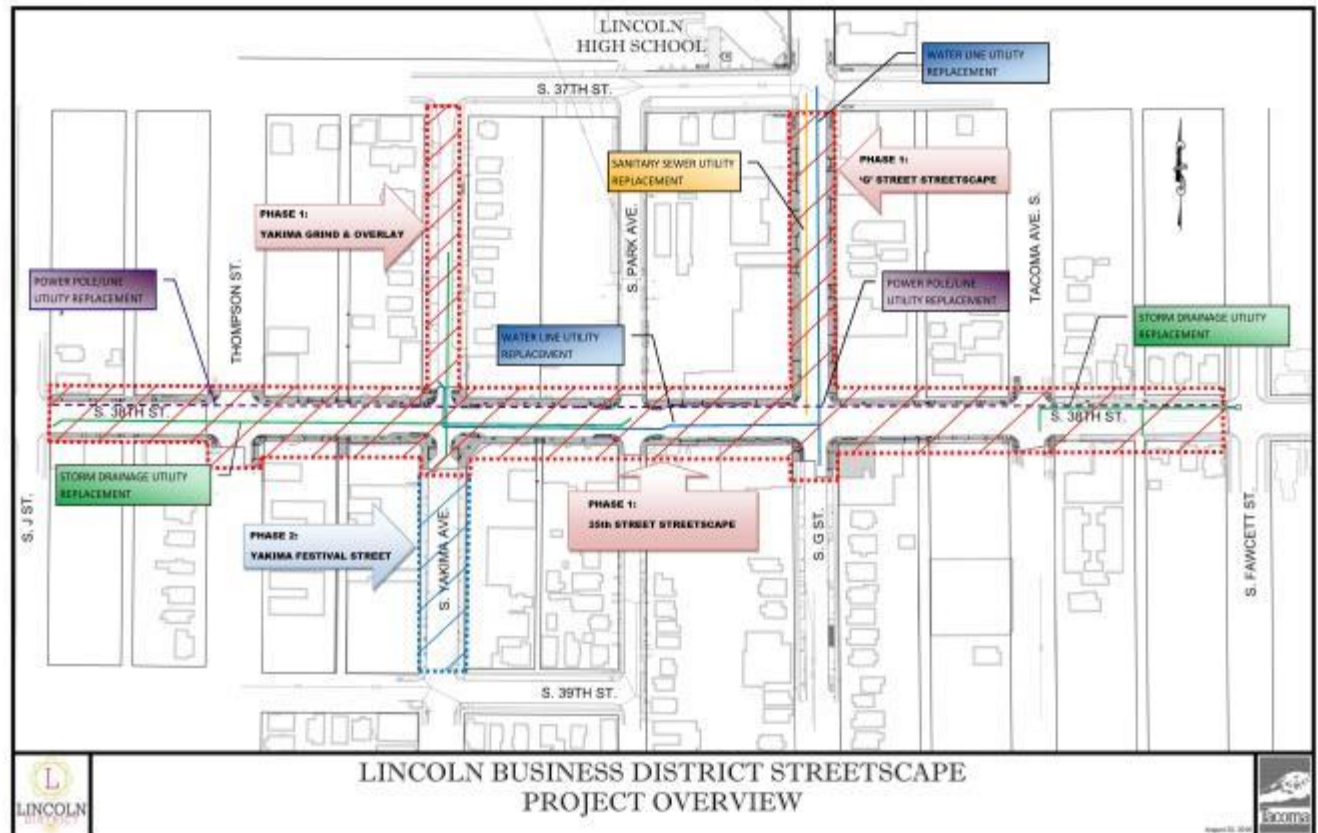 LINCOLN
HIGH SCHOOL
WATER LINE UTILITY
REPLACEMENT
S. 37TH ST.
SANITARY SEWER UTILITY
REPLACEMENT
PHASE 1:
'G' STREET STREETSCAPE
PHASE 1:
YAKIMA GRIND & OVERLAY
S. PARK AVE.
TACOMA AVE. S.
POWER POLE/LINE
UTILITY REPLACEMENT
THOMPSON ST.
POWER POLE/LINE
UTILITY REPLACEMENT
WATER LINE UTILITY
REPLACEMENT
STORM DRAINAGE UTILITY
REPLACEMENT
S. 38TH ST.
S. 38TH ST.
STORM DRAINAGE UTILITY
REPLACEMENT
S. J ST.
PHASE 1:
35th STREET STREETSCAPE
PHASE 2:
YAKIMA FESTIVAL STREET
S. YAKIMA AVE.
S. G ST.
S. FAWCETT ST.
S. 39TH ST.
L
LINCOLN
DISTRICT
LINCOLN BUSINESS DISTRICT STREETSCAPE
PROJECT OVERVIEW
Tacoma